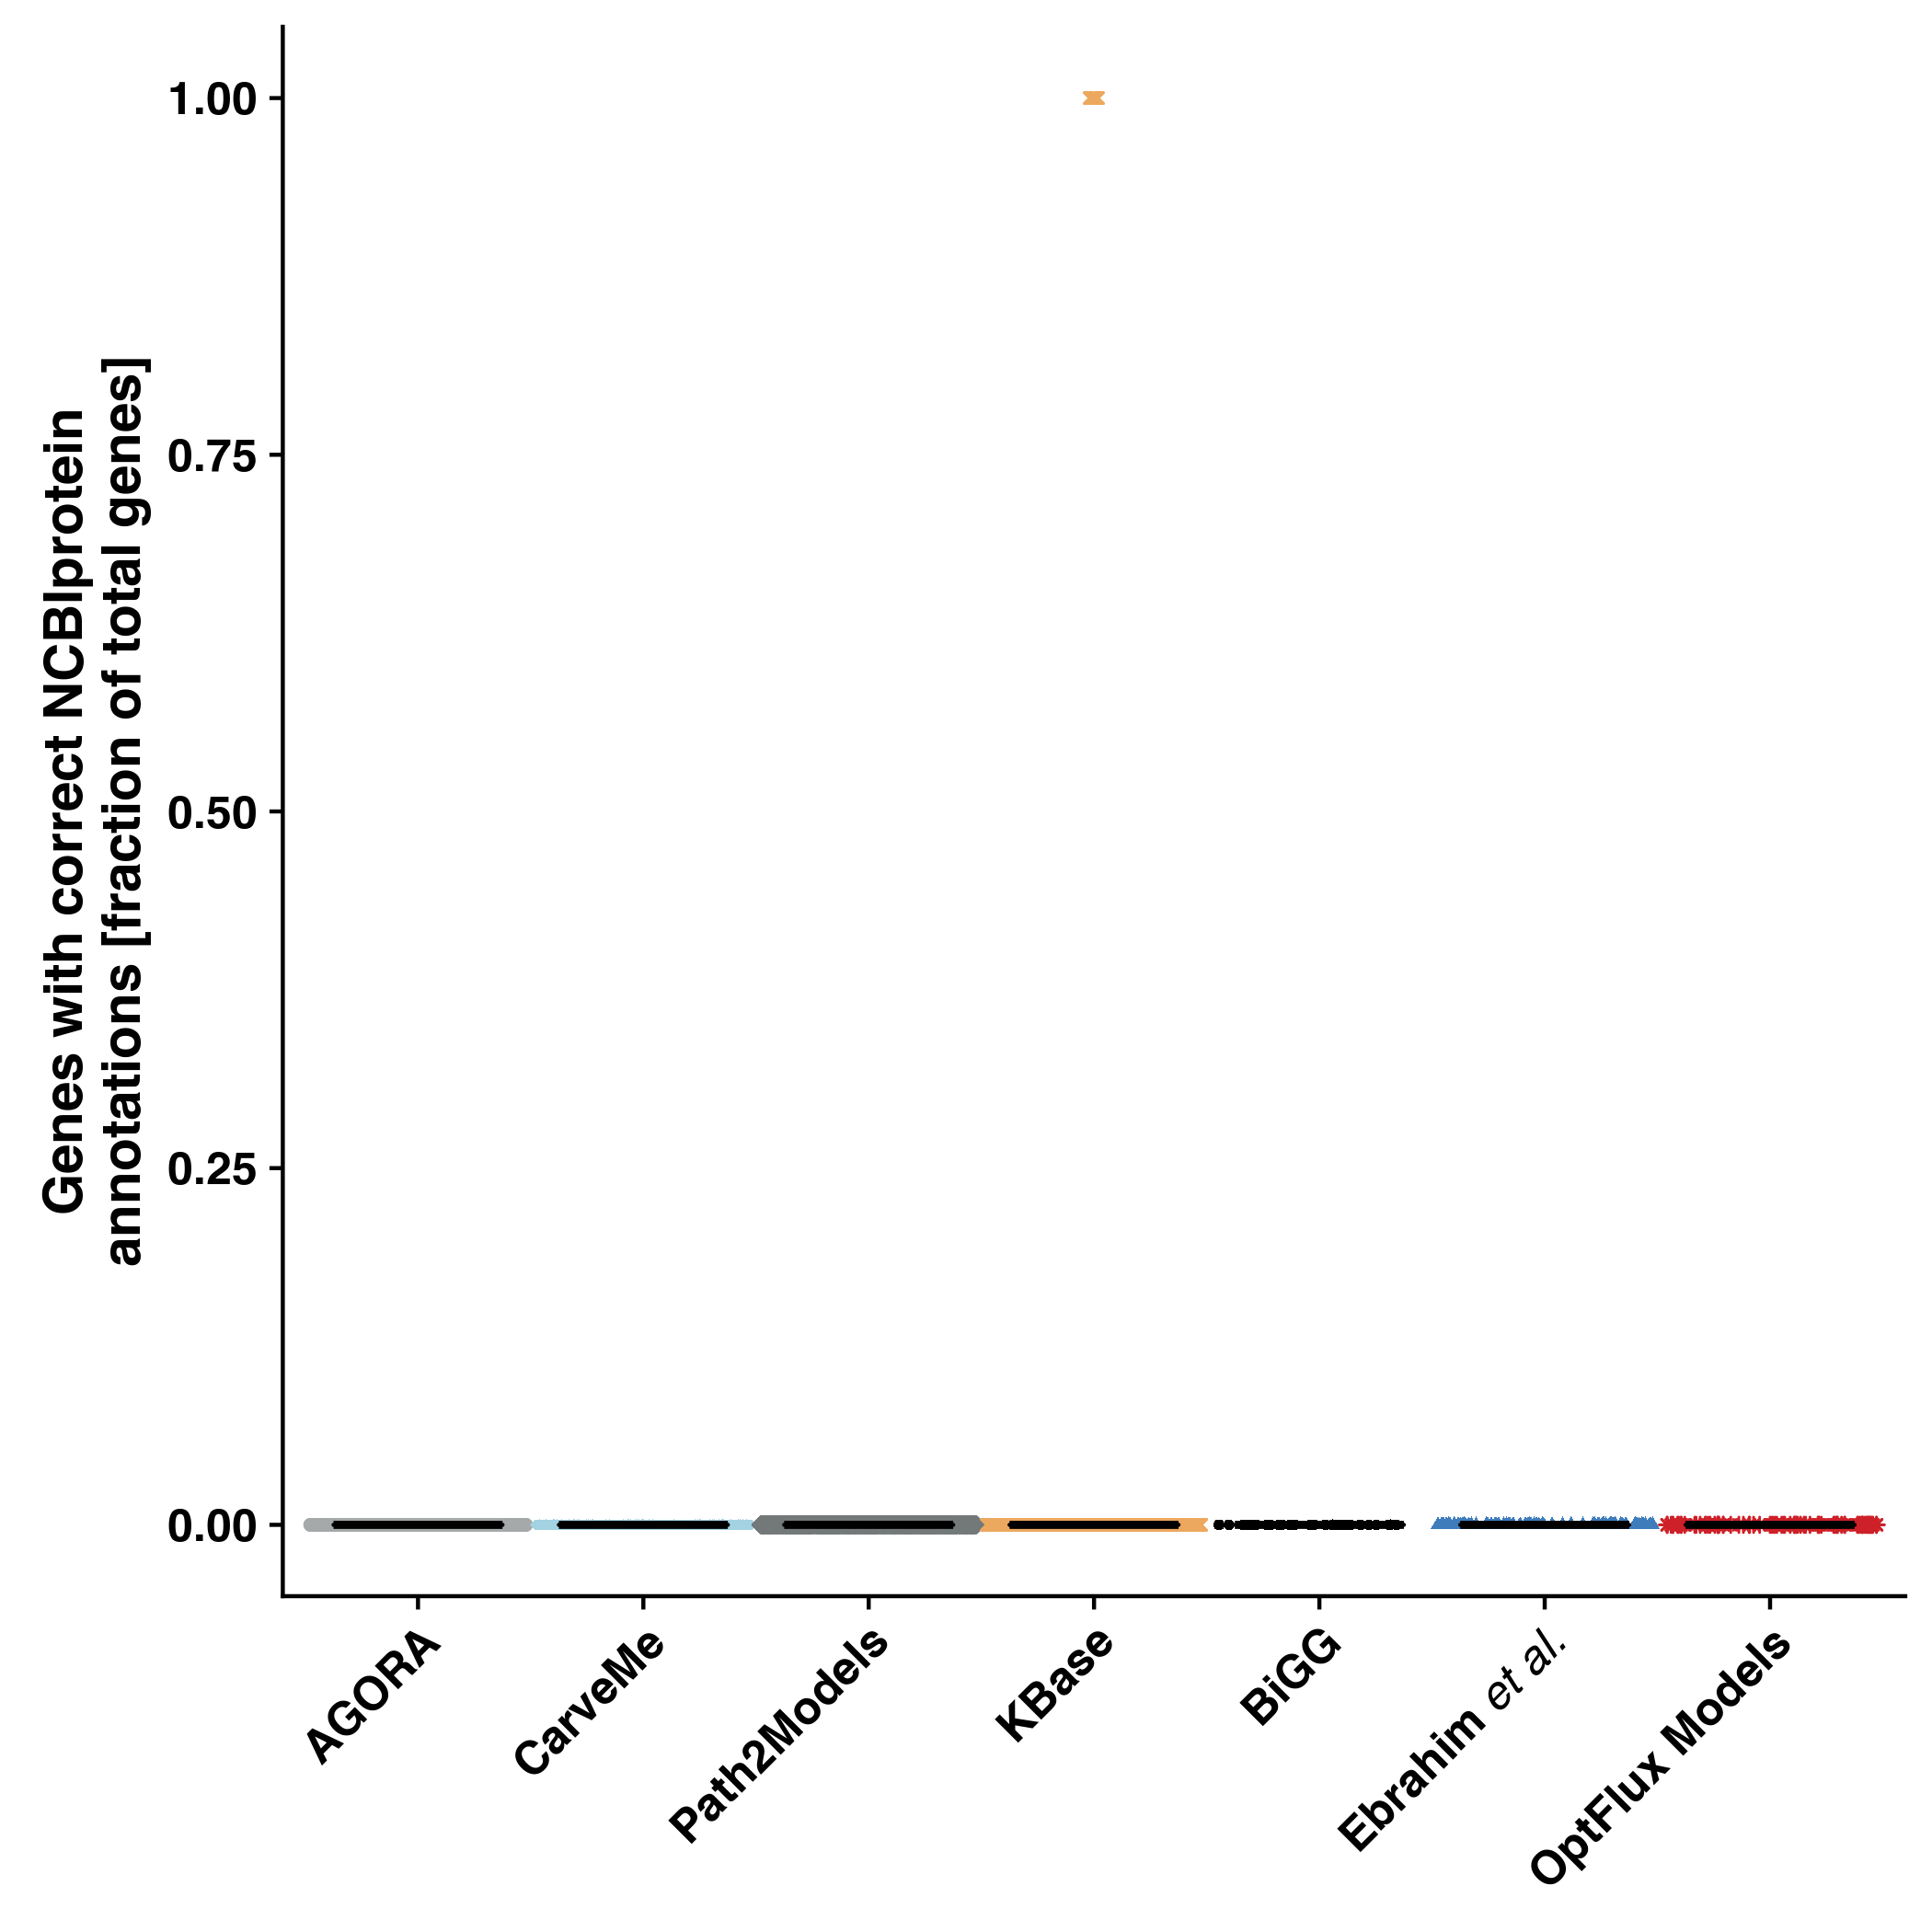 Genes with correct NCBIprotein
annotations [fraction of total genes]
1.00
0.75
0.50
0.25
0.00
AGORA
CarveMe
Path2Models
KBase
BiGG
Ebrahim et al.
OptFlux Models